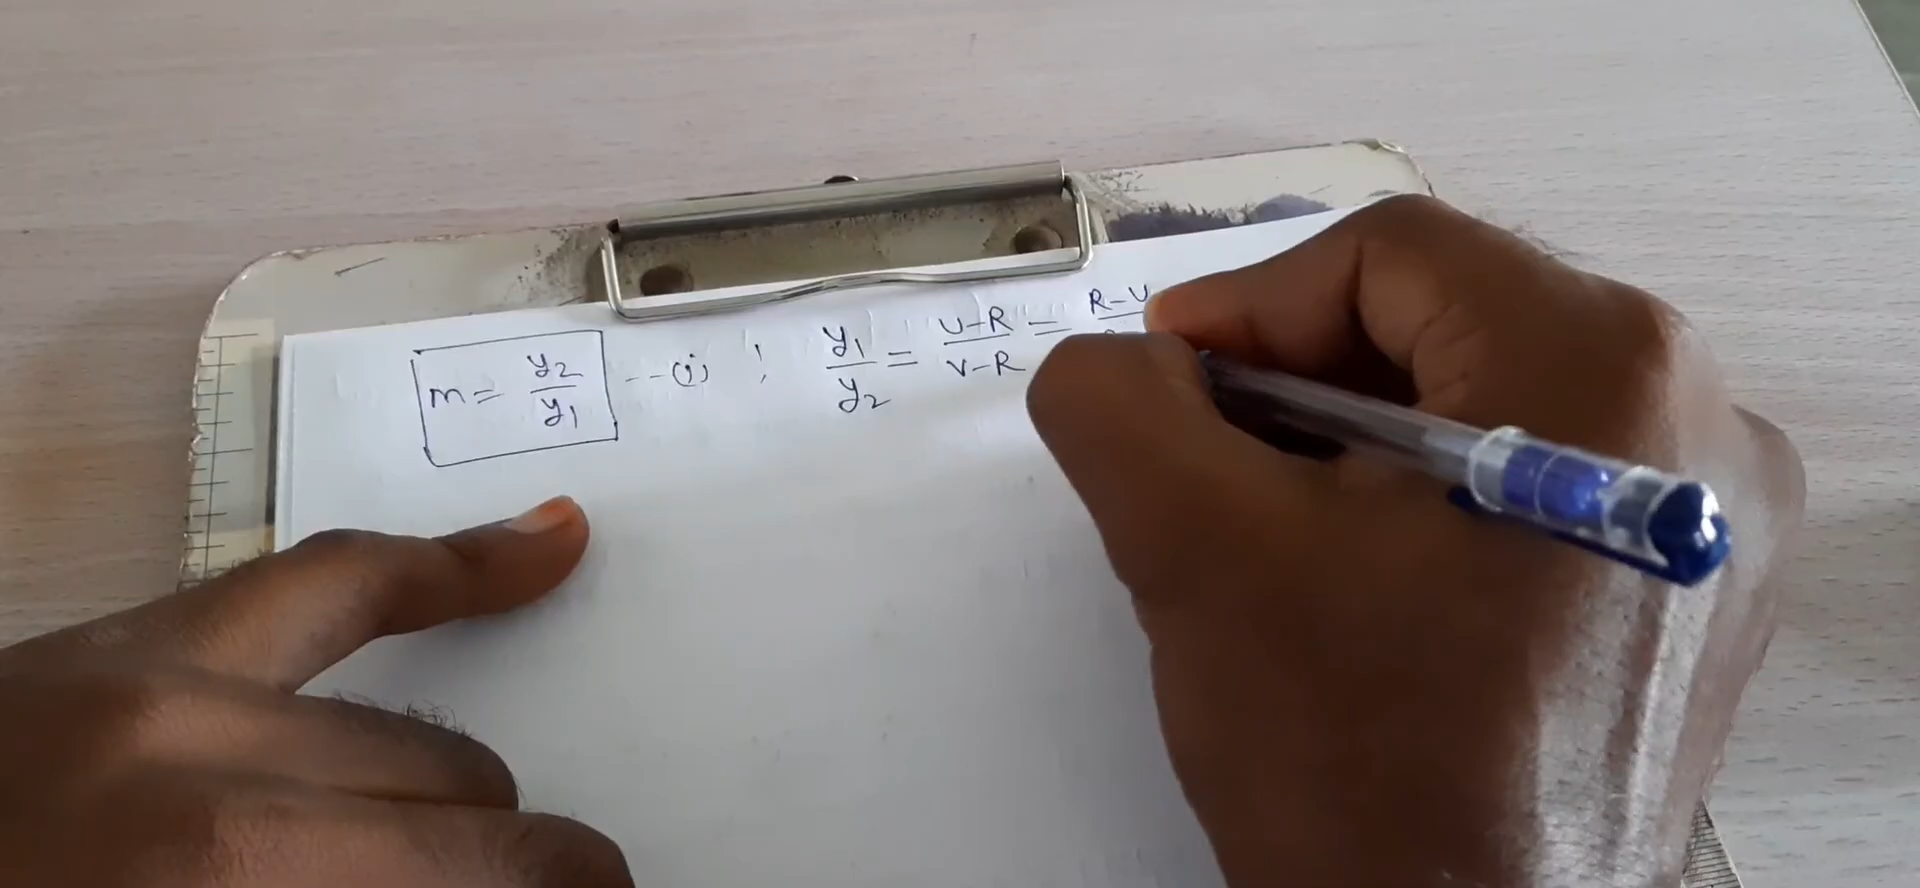 m = y₂/y₁ --(i) ; y₁/y₂ = U-R/V-R = R-U